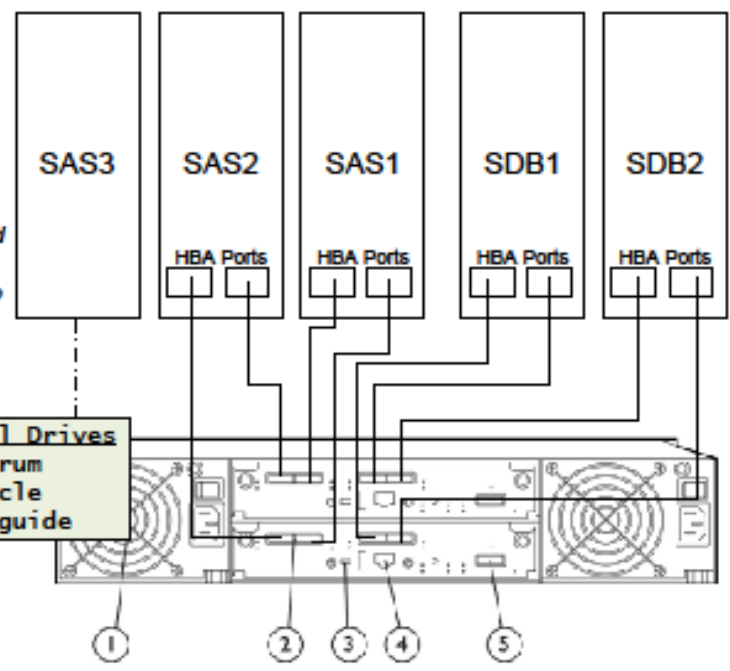 SAS3
SAS2
SAS1
SDB1
SDB2
HBA Ports
HBA Ports
HBA Ports
HBA Ports
l Drives
rum
cle
guide
1
2
3
4
5